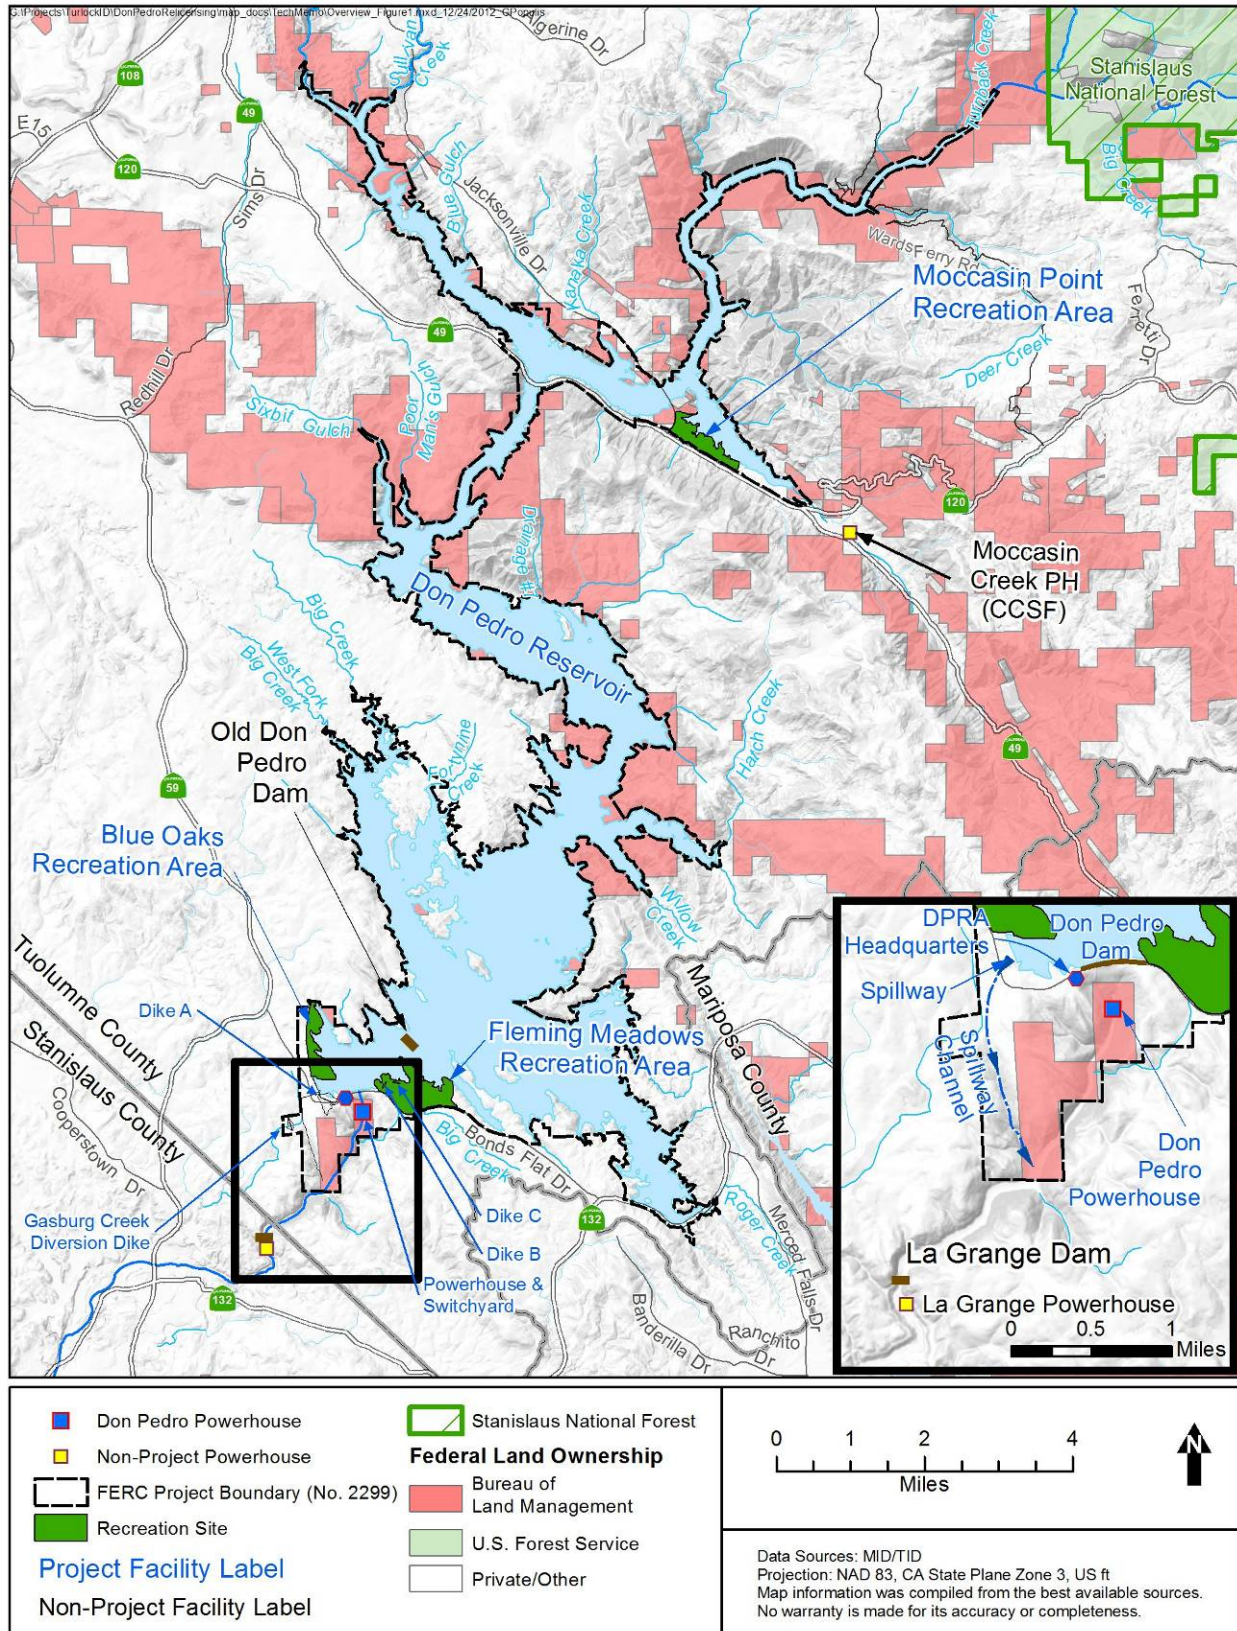 G:\Projects\TurlockID\DonPedroRelicensing\map_docs\TechMemo\Overview_Figure1.mxd_12/24/2012_GPongris
Algerine Dr
Sullivan
Creek
Turnback Creek
Stanislaus
National Forest
108
49
E15
120
Sims Dr
Blue Gulch
Jacksonville Dr
Kanaka Creek
Big
Creek
Wards Ferry Rd
Moccasin Point
Recreation Area
Ferretti Dr
49
Redhill Dr
Deer Creek
Sixbit Gulch
Poor
Man's Gulch
120
Drainage #1
Moccasin
Creek PH
(CCSF)
Don Pedro Reservoir
Big Creek
West Fork
Big Creek
Old Don
Pedro
Dam
Fortynine
Creek
Hatch Creek
49
59
Blue Oaks
Recreation Area
Willow
Creek
DPRA
Headquarters
Don Pedro
Dam
Spillway
Tuolumne County
Stanislaus County
Mariposa County
Dike A
Fleming Meadows
Recreation Area
Spillway
Channel
Cooperstown Dr
Big
Creek
Bonds Flat Dr
Don
Pedro
Powerhouse
Roger Creek
Merced Falls Dr
Gasburg Creek
Diversion Dike
Dike C
Dike B
132
La Grange Dam
Powerhouse &
Switchyard
132
La Grange Powerhouse
Banderilla Dr
Ranchito
Dr
0 0.5 1
Miles
Don Pedro Powerhouse
Non-Project Powerhouse
FERC Project Boundary (No. 2299)
Recreation Site
Project Facility Label
Non-Project Facility Label
Stanislaus National Forest
Federal Land Ownership
Bureau of
Land Management
U.S. Forest Service
Private/Other
0 1 2 4
Miles
N
Data Sources: MID/TID
Projection: NAD 83, CA State Plane Zone 3, US ft
Map information was compiled from the best available sources.
No warranty is made for its accuracy or completeness.